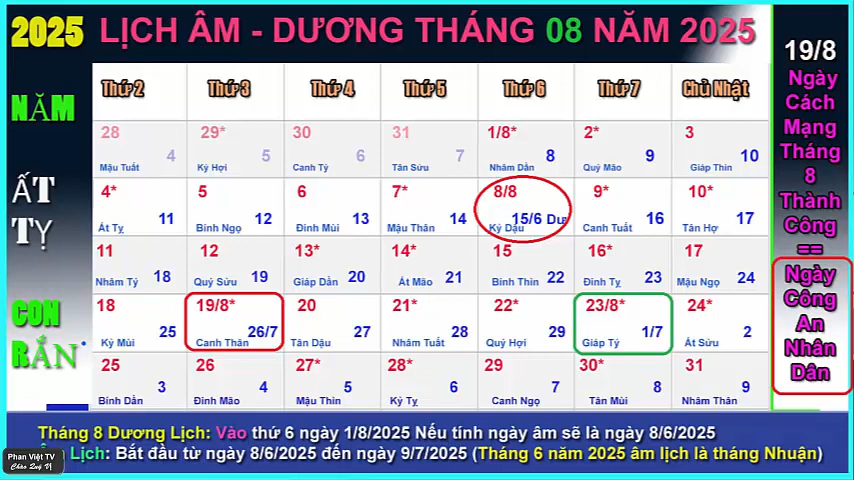 2025 LỊCH ÂM - DƯƠNG THÁNG 08 NĂM 2025
NĂM
ẤT
TỴ
CON
RẮN
Thứ 2 Thứ 3 Thứ 4 Thứ 5 Thứ 6 Thứ 7 Chủ Nhật
28 29* 30 31 1/8* 2* 3
4 5 6 7 8 9 10
Mậu Tuất Kỷ Hợi Canh Tý Tân Sửu Nhâm Dần Quý Mão Giáp Thìn
4* 5 6 7* 8/8 9* 10*
11 12 13 14 15/6 Dư 16 17
Ất Tỵ Bính Ngọ Đinh Mùi Mậu Thân Kỷ Dậu Canh Tuất Tân Hợ
11 12 13* 14* 15 16* 17
18 19 20 21 22 23 24
Nhâm Tý Quý Sửu Giáp Dần Ất Mão Bính Thìn Đinh Tỵ Mậu Ngọ
18 19/8* 20 21* 22* 23/8* 24*
25 26/7 27 28 29 1/7 2
Kỷ Mùi Canh Thân Tân Dậu Nhâm Tuất Quý Hợi Giáp Tý Ất Sửu
25 26 27* 28* 29 30* 31
3 4 5 6 7 8 9
Bính Dần Đinh Mão Mậu Thìn Kỷ Tỵ Canh Ngọ Tân Mùi Nhâm Thân
19/8
Ngày
Cách
Mạng
Tháng
8
Thành
Công
==
Ngày
Công
An
Nhân
Dân
Tháng 8 Dương Lịch: Vào thứ 6 ngày 1/8/2025 Nếu tính ngày âm sẽ là ngày 8/6/2025
Lịch: Bắt đầu từ ngày 8/6/2025 đến ngày 9/7/2025 (Tháng 6 năm 2025 âm lịch là tháng Nhuận)
Phan Việt TV
Chào Quý Vị